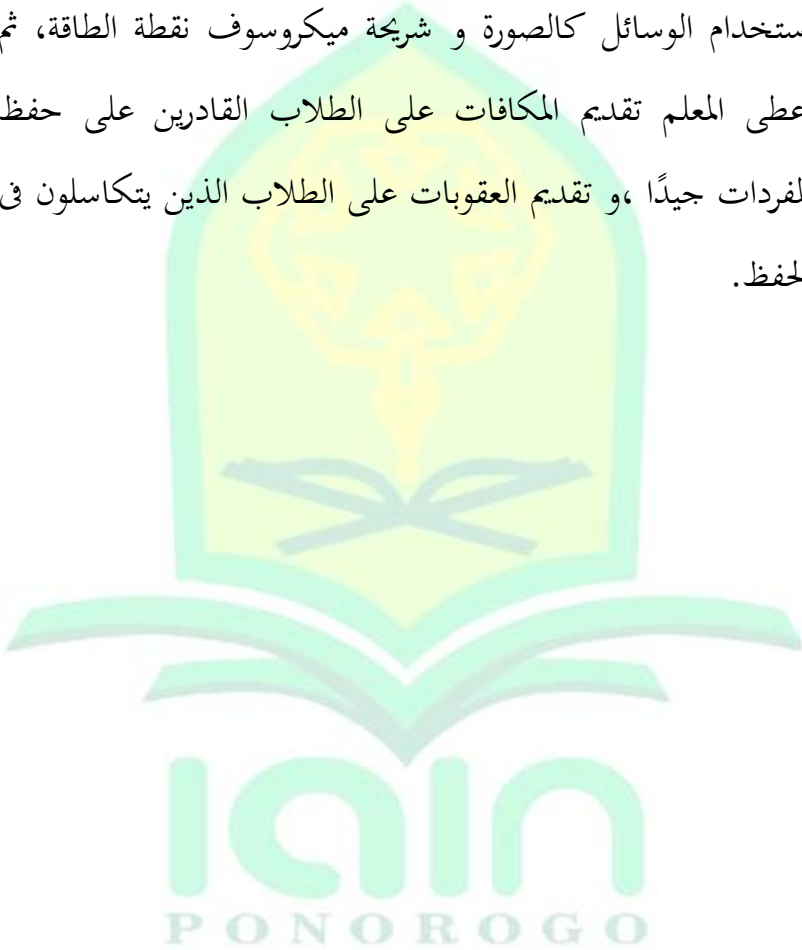 ستخدام الوسائل كالصورة و شريحة ميكروسوف نقطة الطاقة، ثم
عطى المعلم تقديم المكافات على الطلاب القادرين على حفظ
لفردات جيدًا ،و تقديم العقوبات على الطلاب الذين يتكاسلون فى
لحفظ.
iain
PONOROGO